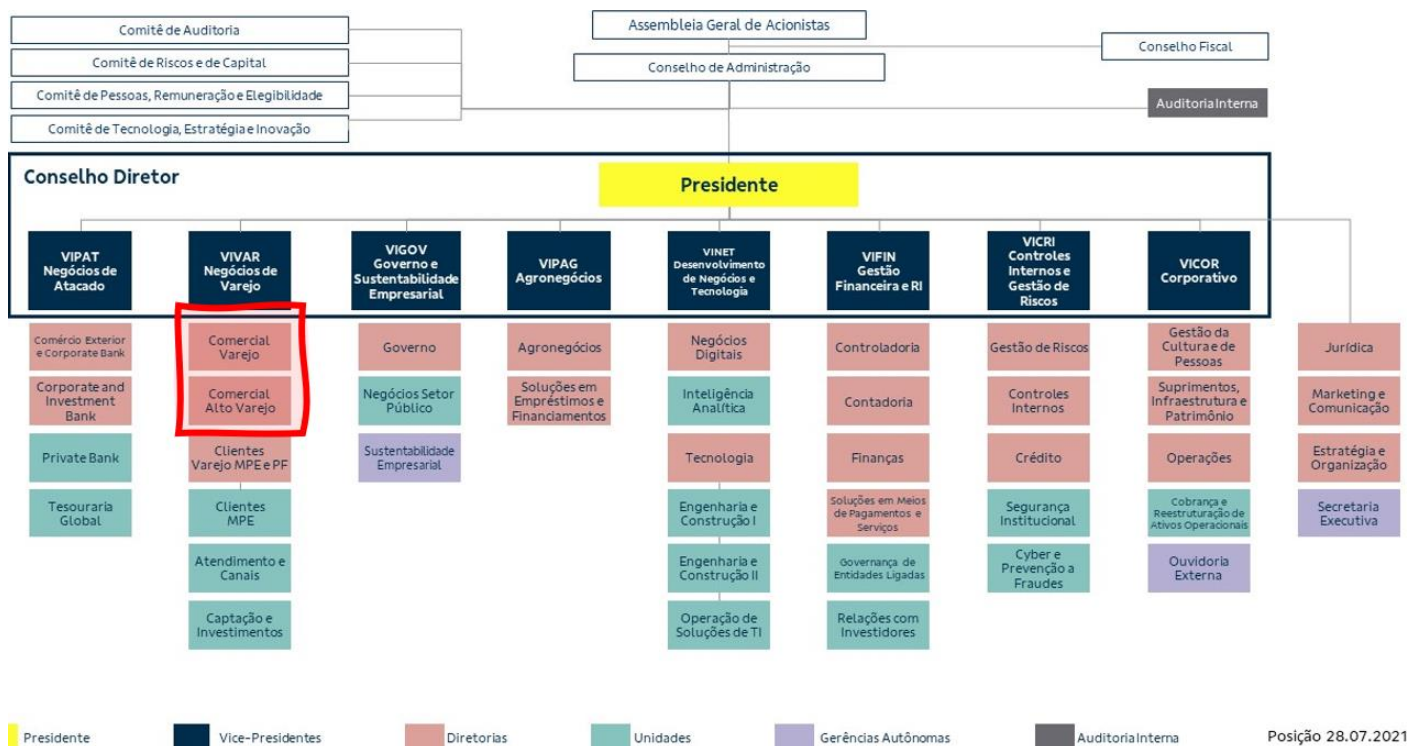 Comitê de Auditoria
Comitê de Riscos e de Capital
Comitê de Pessoas, Remuneração e Elegibilidade
Comitê de Tecnologia, Estratégia e Inovação
Assembleia Geral de Acionistas
Conselho de Administração
Conselho Fiscal
Auditoria Interna
Conselho Diretor
Presidente
VIPAT
Negócios de
Atacado
VIVAR
Negócios de
Varejo
VIGOV
Governo e
Sustentabilidade
Empresarial
VIPAG
Agronegócios
VINET
Desenvolvimento
de Negócios e
Tecnologia
VIFIN
Gestão
Financeira e RI
VICRI
Controles
Internos e
Gestão de
Riscos
VICOR
Corporativo
Comércio Exterior
e Corporate Bank
Corporate and
Investment
Bank
Private Bank
Tesouraria
Global
Comercial
Varejo
Comercial
Alto Varejo
Clientes
Varejo MPE e PF
Clientes
MPE
Atendimento e
Canais
Captação e
Investimentos
Governo
Negócios Setor
Público
Sustentabilidade
Empresarial
Agronegócios
Soluções em
Empréstimos e
Financiamentos
Negócios
Digitais
Inteligência
Analítica
Tecnologia
Engenharia e
Construção I
Engenharia e
Construção II
Operação de
Soluções de TI
Controladoria
Contadoria
Finanças
Soluções em Meios
de Pagamentos e
Serviços
Governança de
Entidades Ligadas
Relações com
Investidores
Gestão de Riscos
Controles
Internos
Crédito
Segurança
Institucional
Cyber e
Prevenção a
Fraudes
Gestão da
Cultura e de
Pessoas
Suprimentos,
Infraestrutura e
Patrimônio
Operações
Cobrança e
Reestruturação de
Ativos Operacionais
Ouvidoria
Externa
Jurídica
Marketing e
Comunicação
Estratégia e
Organização
Secretaria
Executiva
Presidente
Vice-Presidentes
Diretorias
Unidades
Gerências Autônomas
Auditoria Interna
Posição 28.07.2021